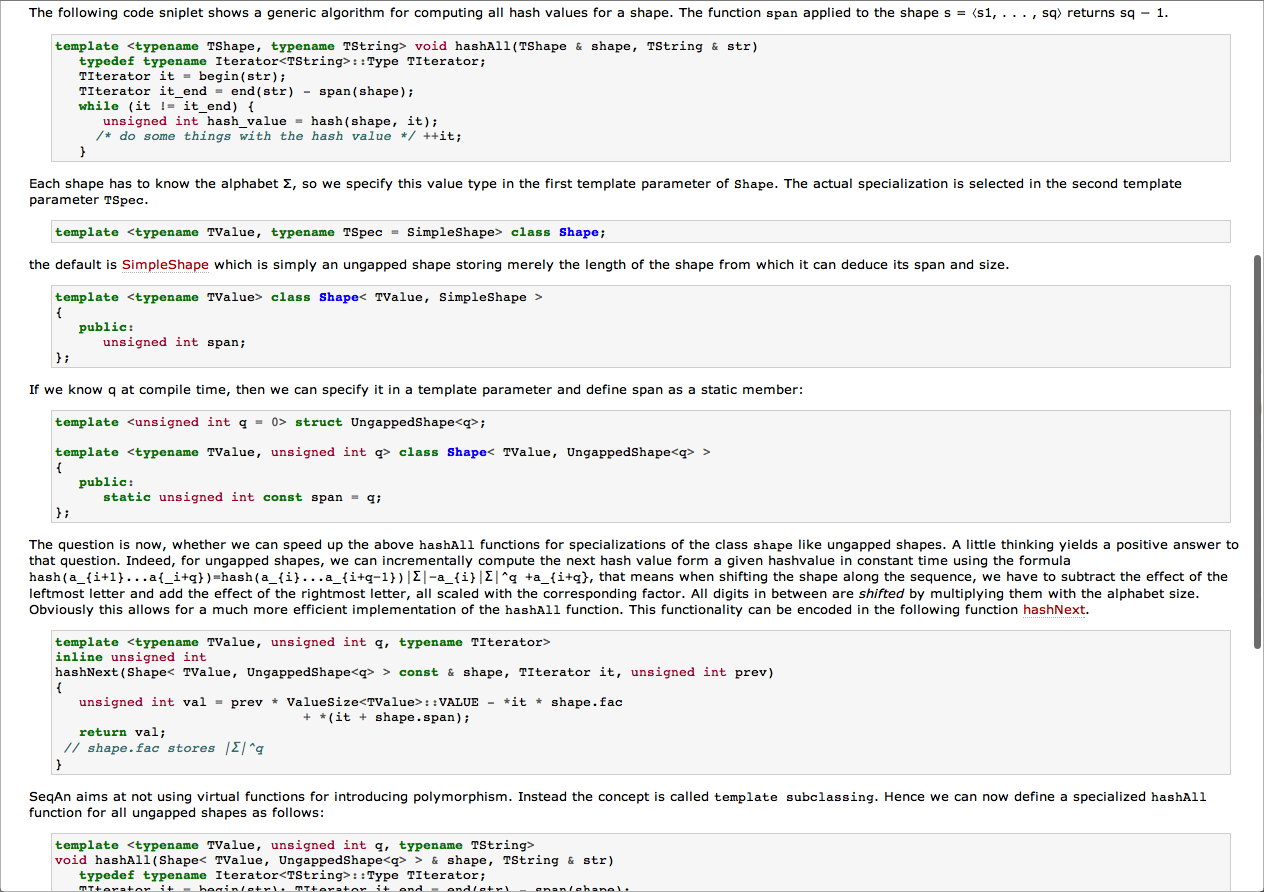 The following code sniplet shows a generic algorithm for computing all hash values for a shape. The function span applied to the shape s = ⟨s1, . . . , sq⟩ returns sq − 1.
template <typename TShape, typename TString> void hashAll(TShape & shape, TString & str)
typedef typename Iterator<TString>::Type TIterator;
TIterator it = begin(str);
TIterator it_end = end(str) - span(shape);
while (it != it_end) {
unsigned int hash_value = hash(shape, it);
/* do some things with the hash value */ ++it;
}
Each shape has to know the alphabet Σ, so we specify this value type in the first template parameter of Shape. The actual specialization is selected in the second template
parameter TSpec.
template <typename TValue, typename TSpec = SimpleShape> class Shape;
the default is SimpleShape which is simply an ungapped shape storing merely the length of the shape from which it can deduce its span and size.
template <typename TValue> class Shape< TValue, SimpleShape >
{
public:
unsigned int span;
};
If we know q at compile time, then we can specify it in a template parameter and define span as a static member:
template <unsigned int q = 0> struct UngappedShape<q>;
template <typename TValue, unsigned int q> class Shape< TValue, UngappedShape<q> >
{
public:
static unsigned int const span = q;
};
The question is now, whether we can speed up the above hashAll functions for specializations of the class shape like ungapped shapes. A little thinking yields a positive answer to
that question. Indeed, for ungapped shapes, we can incrementally compute the next hash value form a given hashvalue in constant time using the formula
hash(a_{i+1}...a{_i+q})=hash(a_{i}...a_{i+q-1})|Σ|-a_{i}|Σ|^q +a_{i+q}, that means when shifting the shape along the sequence, we have to subtract the effect of the
leftmost letter and add the effect of the rightmost letter, all scaled with the corresponding factor. All digits in between are shifted by multiplying them with the alphabet size.
Obviously this allows for a much more efficient implementation of the hashAll function. This functionality can be encoded in the following function hashNext.
template <typename TValue, unsigned int q, typename TIterator>
inline unsigned int
hashNext(Shape< TValue, UngappedShape<q> > const & shape, TIterator it, unsigned int prev)
{
unsigned int val = prev * ValueSize<TValue>::VALUE - *it * shape.fac
+ *(it + shape.span);
return val;
// shape.fac stores |Σ|^q
}
SeqAn aims at not using virtual functions for introducing polymorphism. Instead the concept is called template subclassing. Hence we can now define a specialized hashAll
function for all ungapped shapes as follows:
template <typename TValue, unsigned int q, typename TString>
void hashAll(Shape< TValue, UngappedShape<q> > & shape, TString & str)
typedef typename Iterator<TString>::Type TIterator;
TIterator it = begin(str); TIterator it_end = end(str) - span(shape);